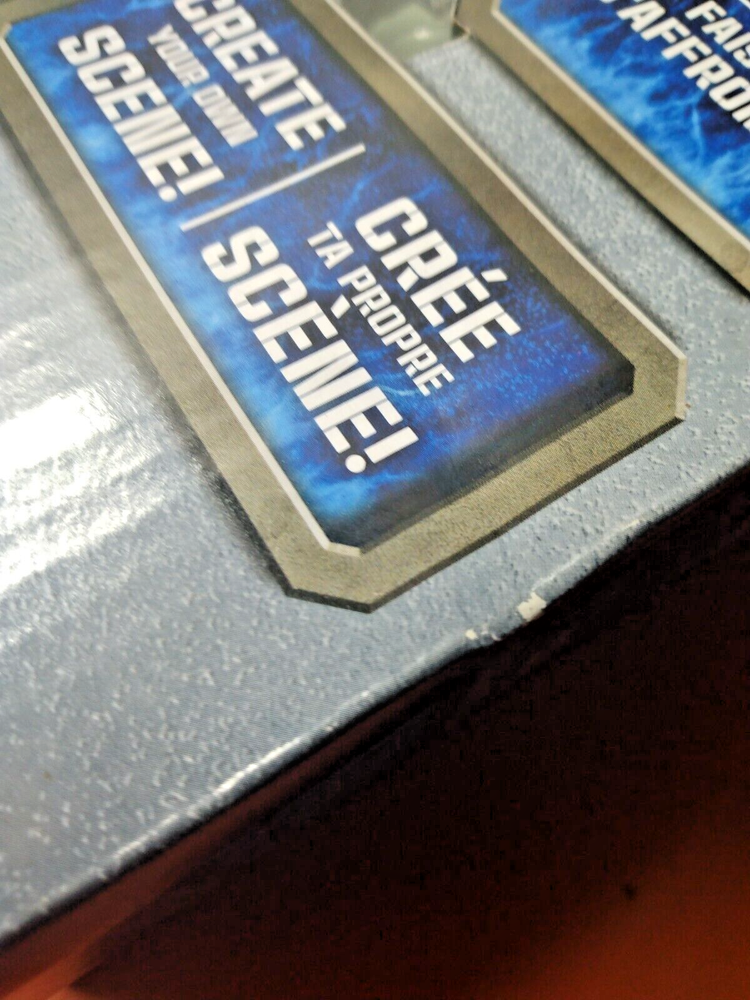 CREATE
YOUR OWN
SCENE!
CRÉÉ
TA PROPRE
SCÈNE!